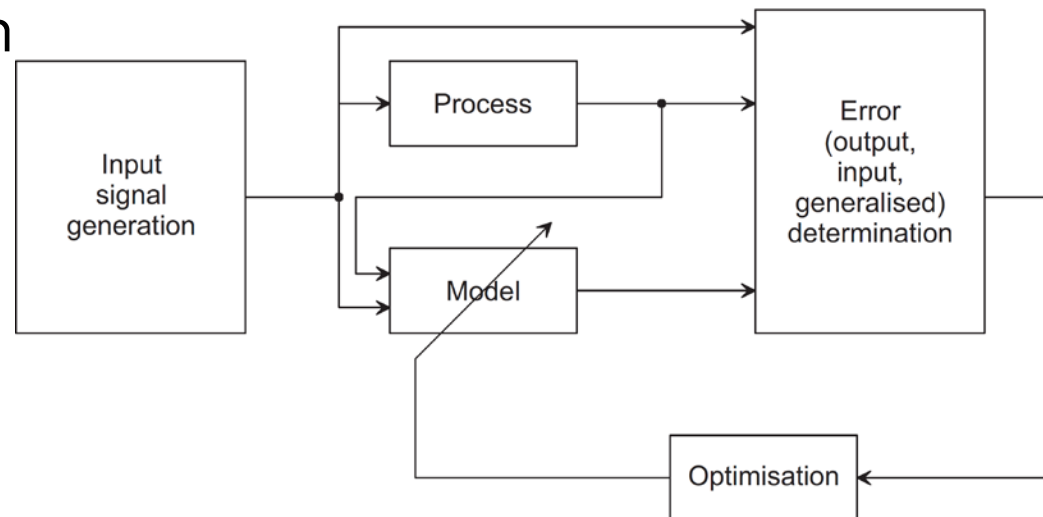 n
Input
signal
generation
Process
Model
Error
(output,
input,
generalised)
determination
Optimisation